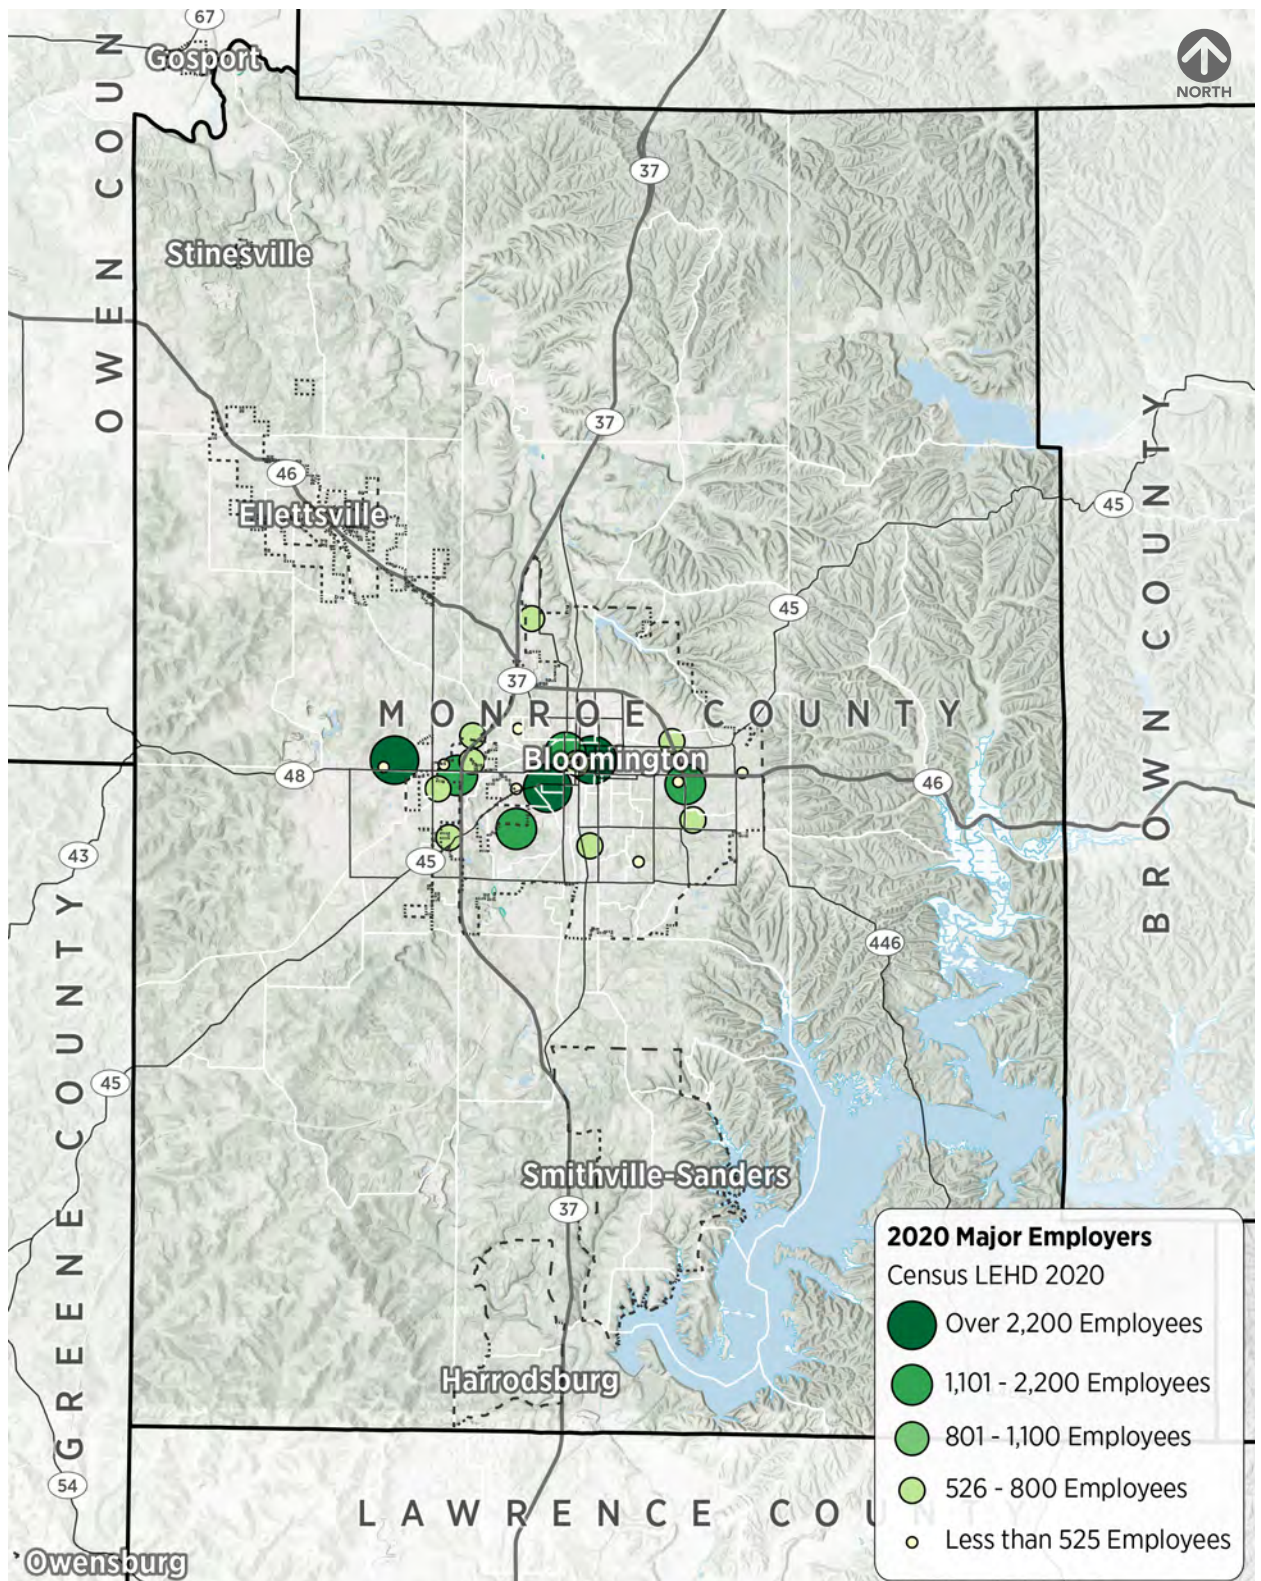 67
Gosport
NORTH
37
OWEN COUN
Stinesville
37
46
45
Ellettsville
45
37
MONROE COUNTY
Bloomington
48
46
BROWN COUNTY
43
45
446
45
GREENE COUNTY
Smithville-Sanders
37
2020 Major Employers
Census LEHD 2020
Over 2,200 Employees
1,101 - 2,200 Employees
801 - 1,100 Employees
526 - 800 Employees
Less than 525 Employees
Harrodsburg
54
LAWRENCE COUNTY
Owensburg